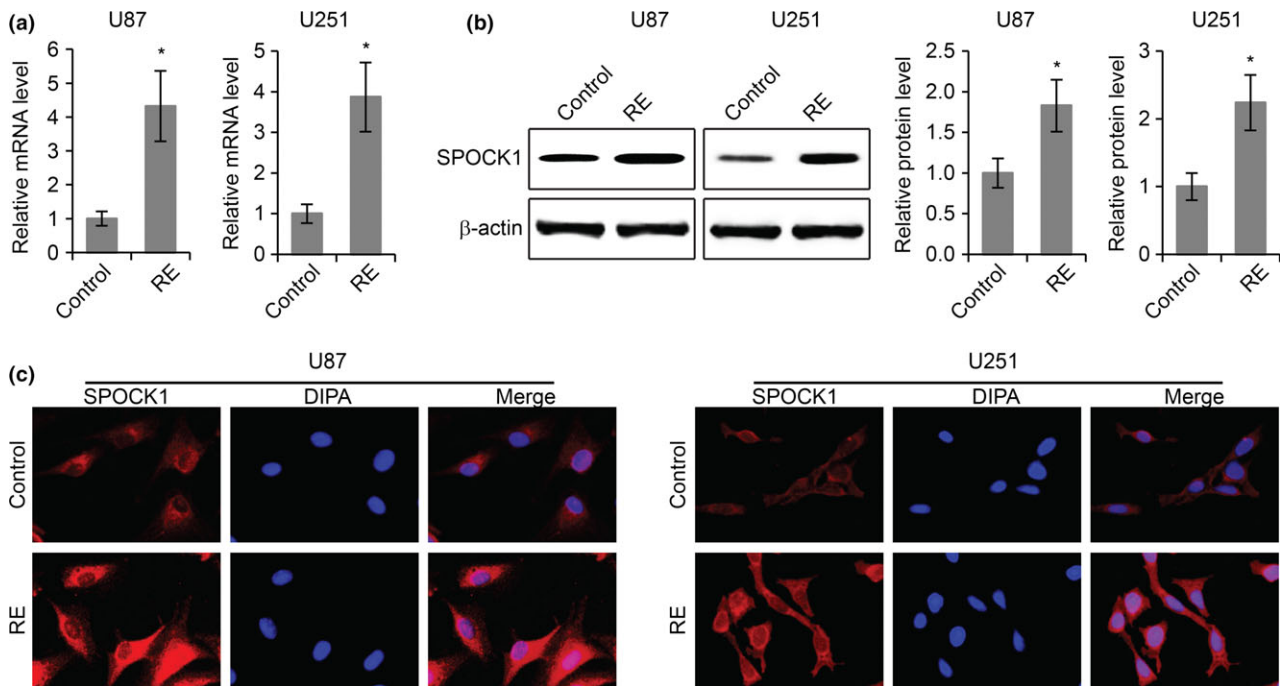 (a)
U87
U251
Relative mRNA level
6
5
4
3
2
1
0
*
Control
RE
Relative mRNA level
5
4
3
2
1
0
*
Control
RE
(b)
U87
U251
Control
RE
Control
RE
SPOCK1
β-actin
U87
U251
Relative protein level
2.5
2.0
1.5
1.0
0.5
0.0
*
Control
RE
Relative protein level
3
2
1
0
*
Control
RE
(c)
U87
SPOCK1 DIPA Merge
Control
RE
U251
SPOCK1 DIPA Merge
Control
RE